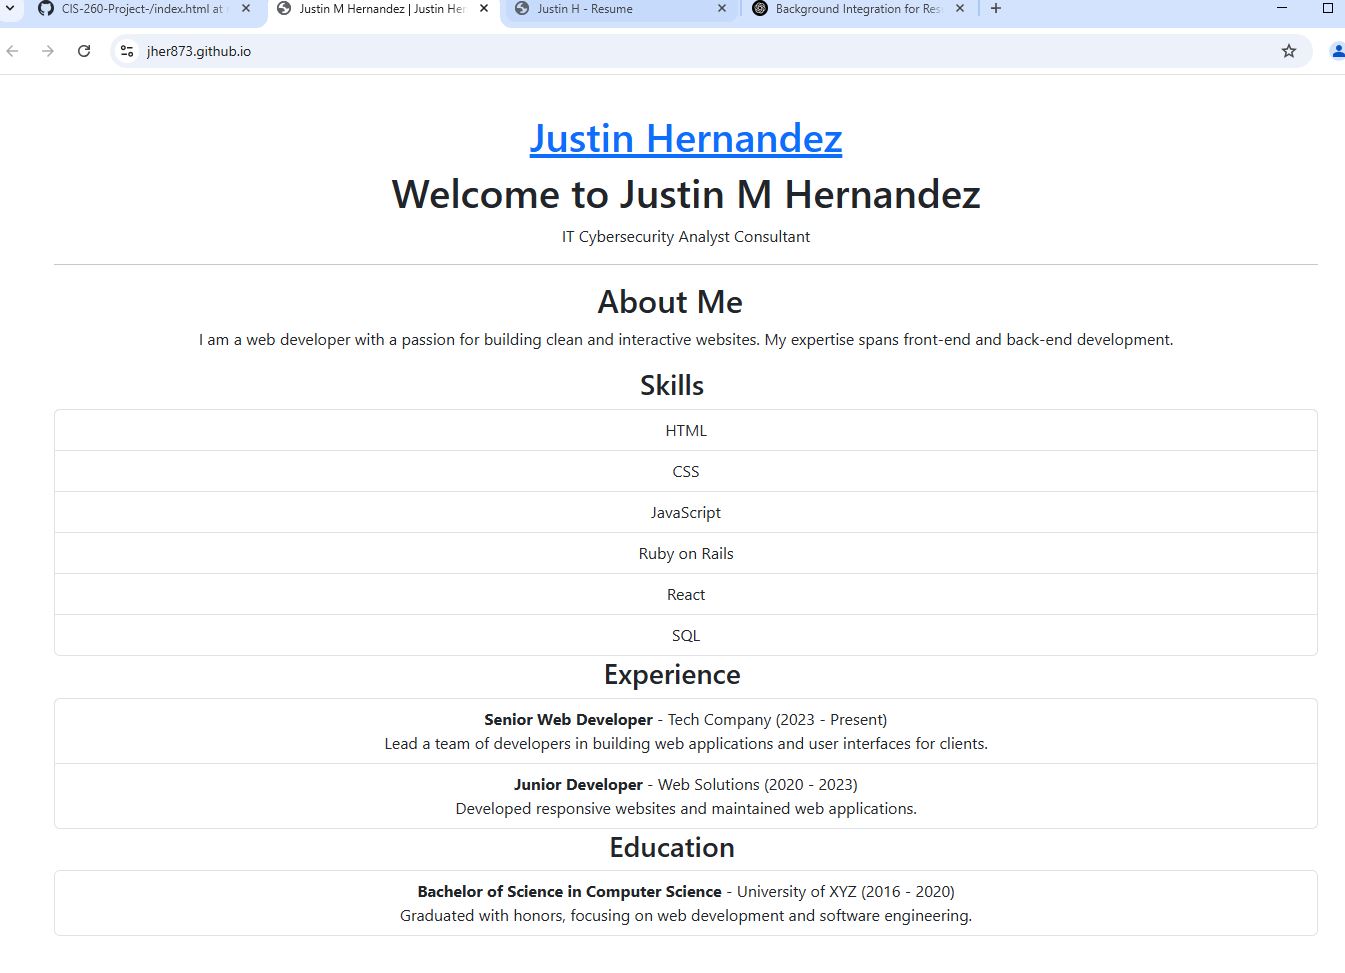 CIS-260-Project-/index.html at
Justin M Hernandez | Justin Her
Justin H - Resume
Background Integration for Res
jher873.github.io
Justin Hernandez
Welcome to Justin M Hernandez
IT Cybersecurity Analyst Consultant
About Me
I am a web developer with a passion for building clean and interactive websites. My expertise spans front-end and back-end development.
Skills
HTML
CSS
JavaScript
Ruby on Rails
React
SQL
Experience
Senior Web Developer - Tech Company (2023 - Present)
Lead a team of developers in building web applications and user interfaces for clients.
Junior Developer - Web Solutions (2020 - 2023)
Developed responsive websites and maintained web applications.
Education
Bachelor of Science in Computer Science - University of XYZ (2016 - 2020)
Graduated with honors, focusing on web development and software engineering.